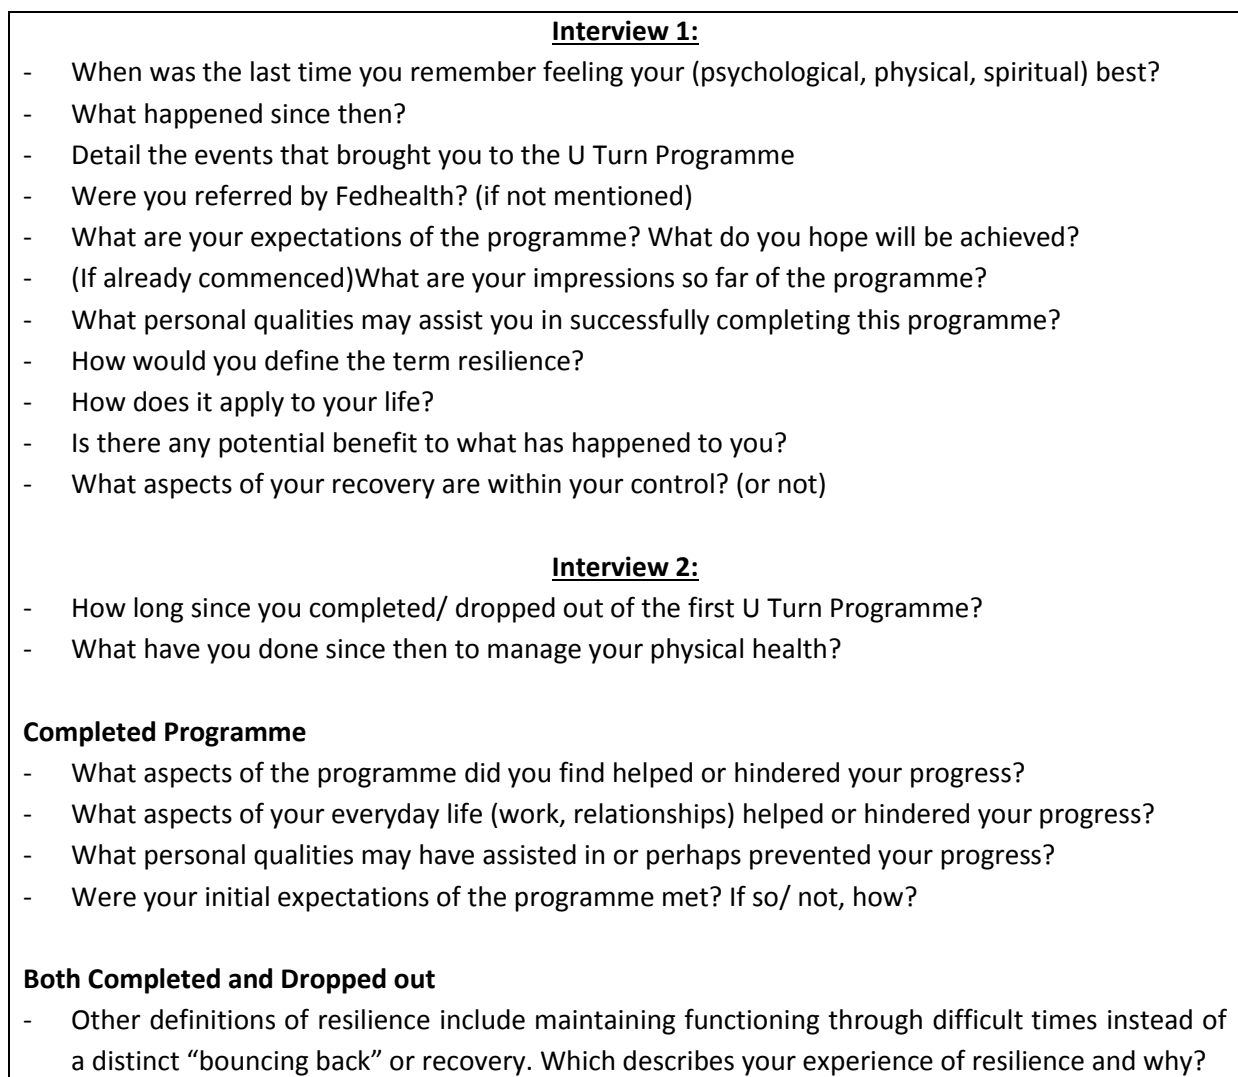 Interview 1:
- When was the last time you remember feeling your (psychological, physical, spiritual) best?
- What happened since then?
- Detail the events that brought you to the U Turn Programme
- Were you referred by Fedhealth? (if not mentioned)
- What are your expectations of the programme? What do you hope will be achieved?
- (If already commenced)What are your impressions so far of the programme?
- What personal qualities may assist you in successfully completing this programme?
- How would you define the term resilience?
- How does it apply to your life?
- Is there any potential benefit to what has happened to you?
- What aspects of your recovery are within your control? (or not)
Interview 2:
- How long since you completed/ dropped out of the first U Turn Programme?
- What have you done since then to manage your physical health?
Completed Programme
- What aspects of the programme did you find helped or hindered your progress?
- What aspects of your everyday life (work, relationships) helped or hindered your progress?
- What personal qualities may have assisted in or perhaps prevented your progress?
- Were your initial expectations of the programme met? If so/ not, how?
Both Completed and Dropped out
- Other definitions of resilience include maintaining functioning through difficult times instead of
a distinct “bouncing back” or recovery. Which describes your experience of resilience and why?